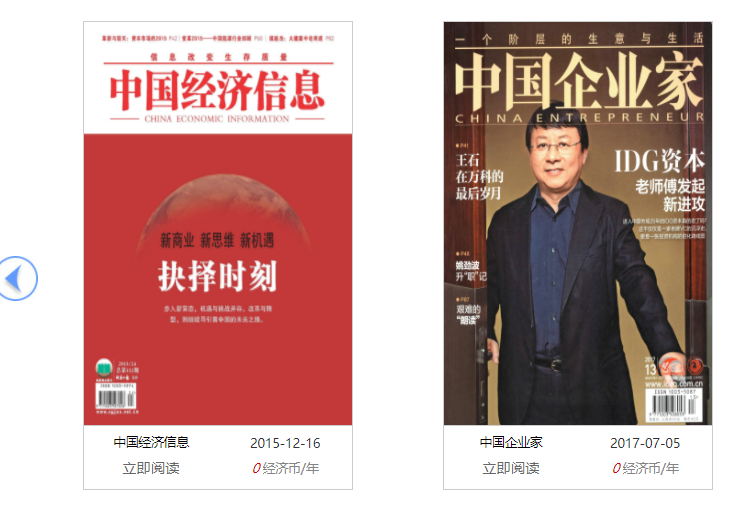 信息改变生存质量
中国经济信息
CHINA ECONOMIC INFORMATION
新商业 新思维 新机遇
抉择时刻
中国经济信息 2015-12-16
立即阅读 0 经济币/年
一个阶层的生意与生活
中国企业家
CHINA ENTREPRENEUR
P41
王石
在万科的
最后岁月
IDG资本
老师傅发起
新进攻
P48
姚劲波
升“职”记
P87
艰难的
“朗读”
2017
13
中国企业家 2017-07-05
立即阅读 0 经济币/年